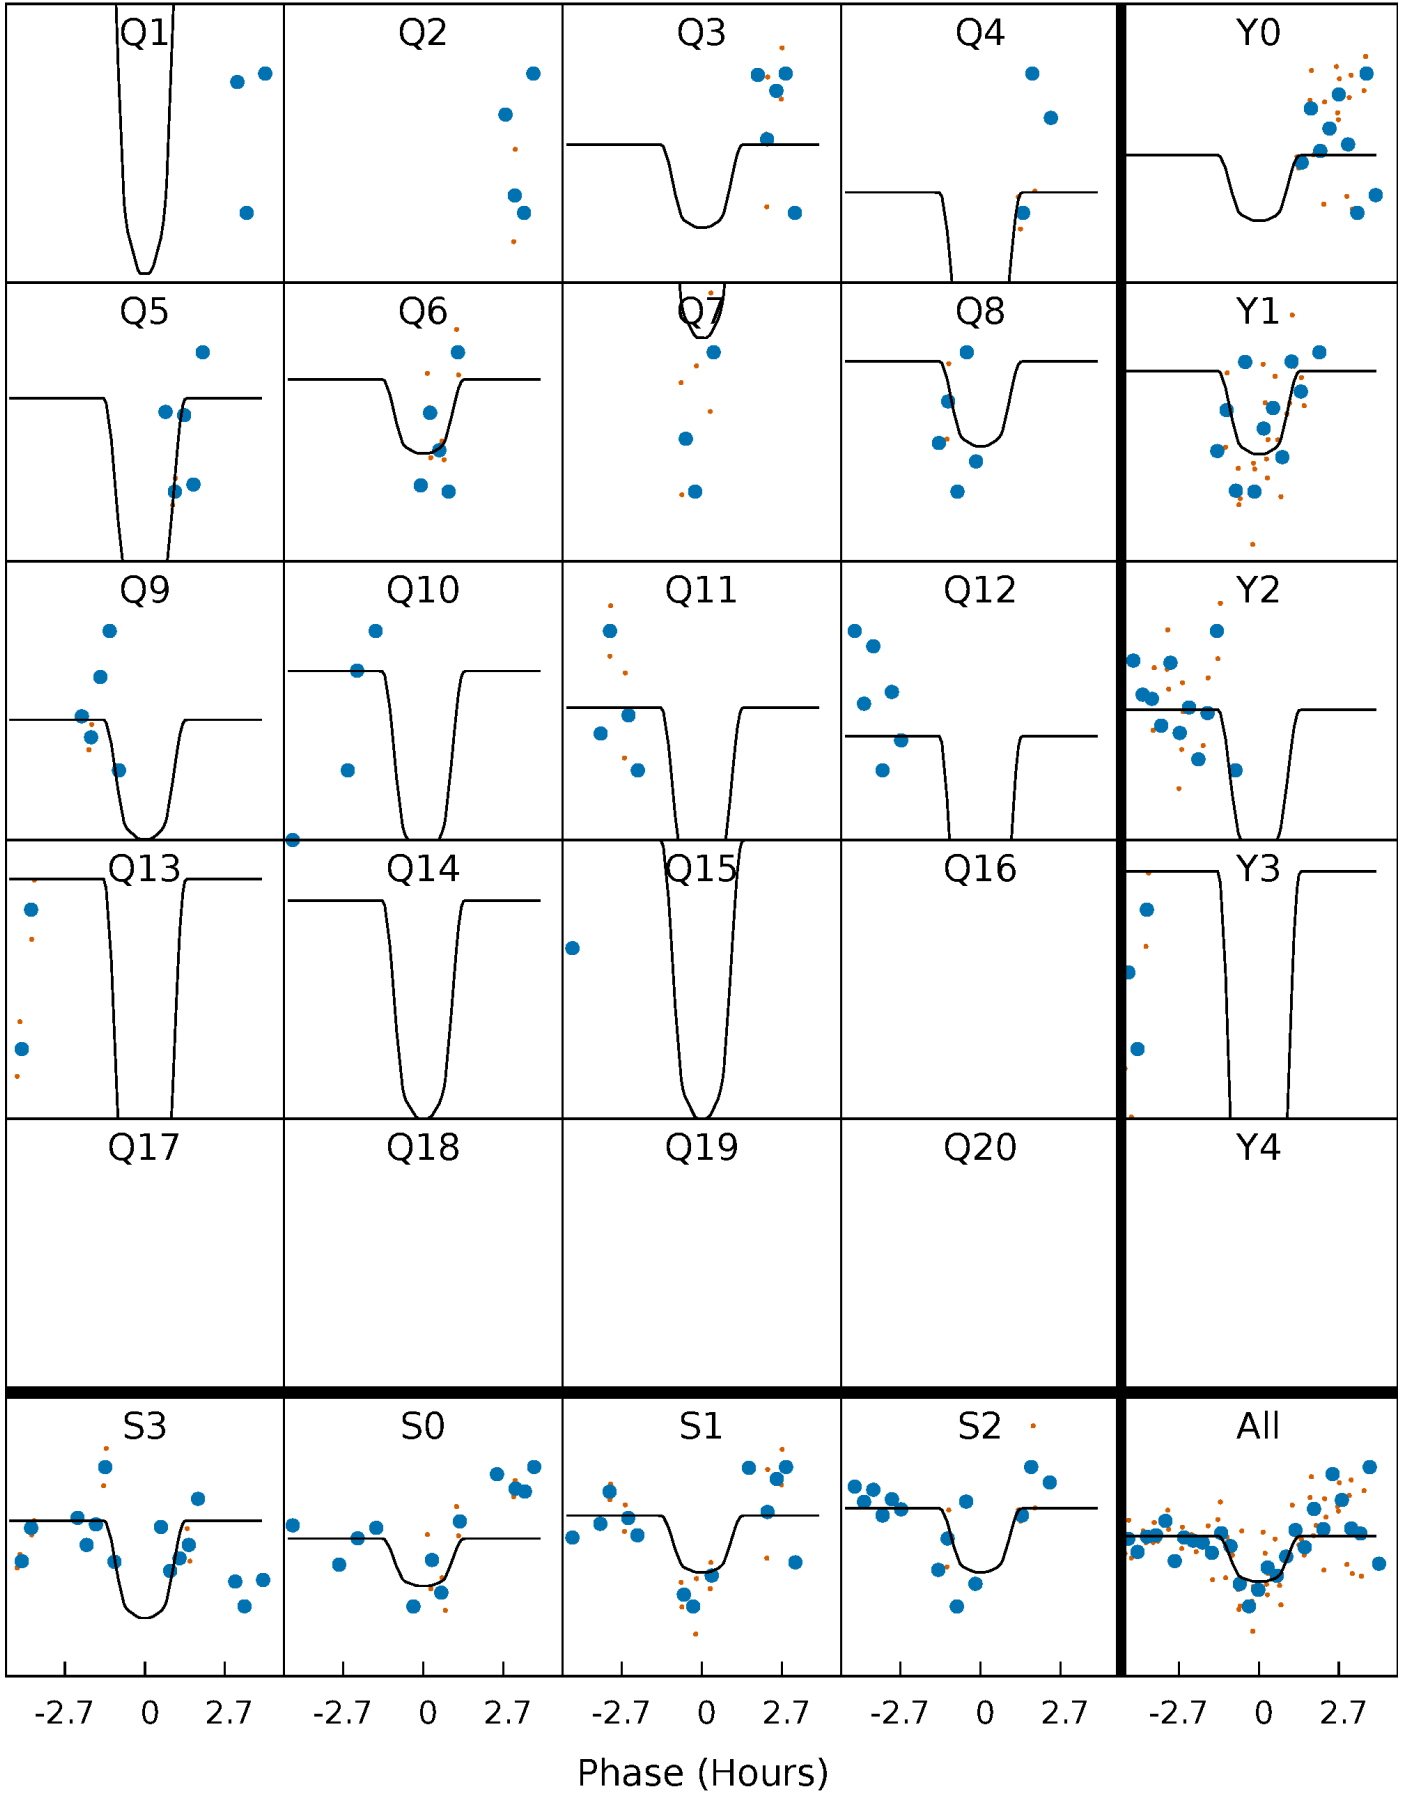 Q1 Q2 Q3 Q4 Y0
Q5 Q6 Q7 Q8 Y1
Q9 Q10 Q11 Q12 Y2
Q13 Q14 Q15 Q16 Y3
Q17 Q18 Q19 Q20 Y4
S3 S0 S1 S2 All
-2.7 0 2.7 -2.7 0 2.7 -2.7 0 2.7 -2.7 0 2.7 -2.7 0 2.7
Phase (Hours)